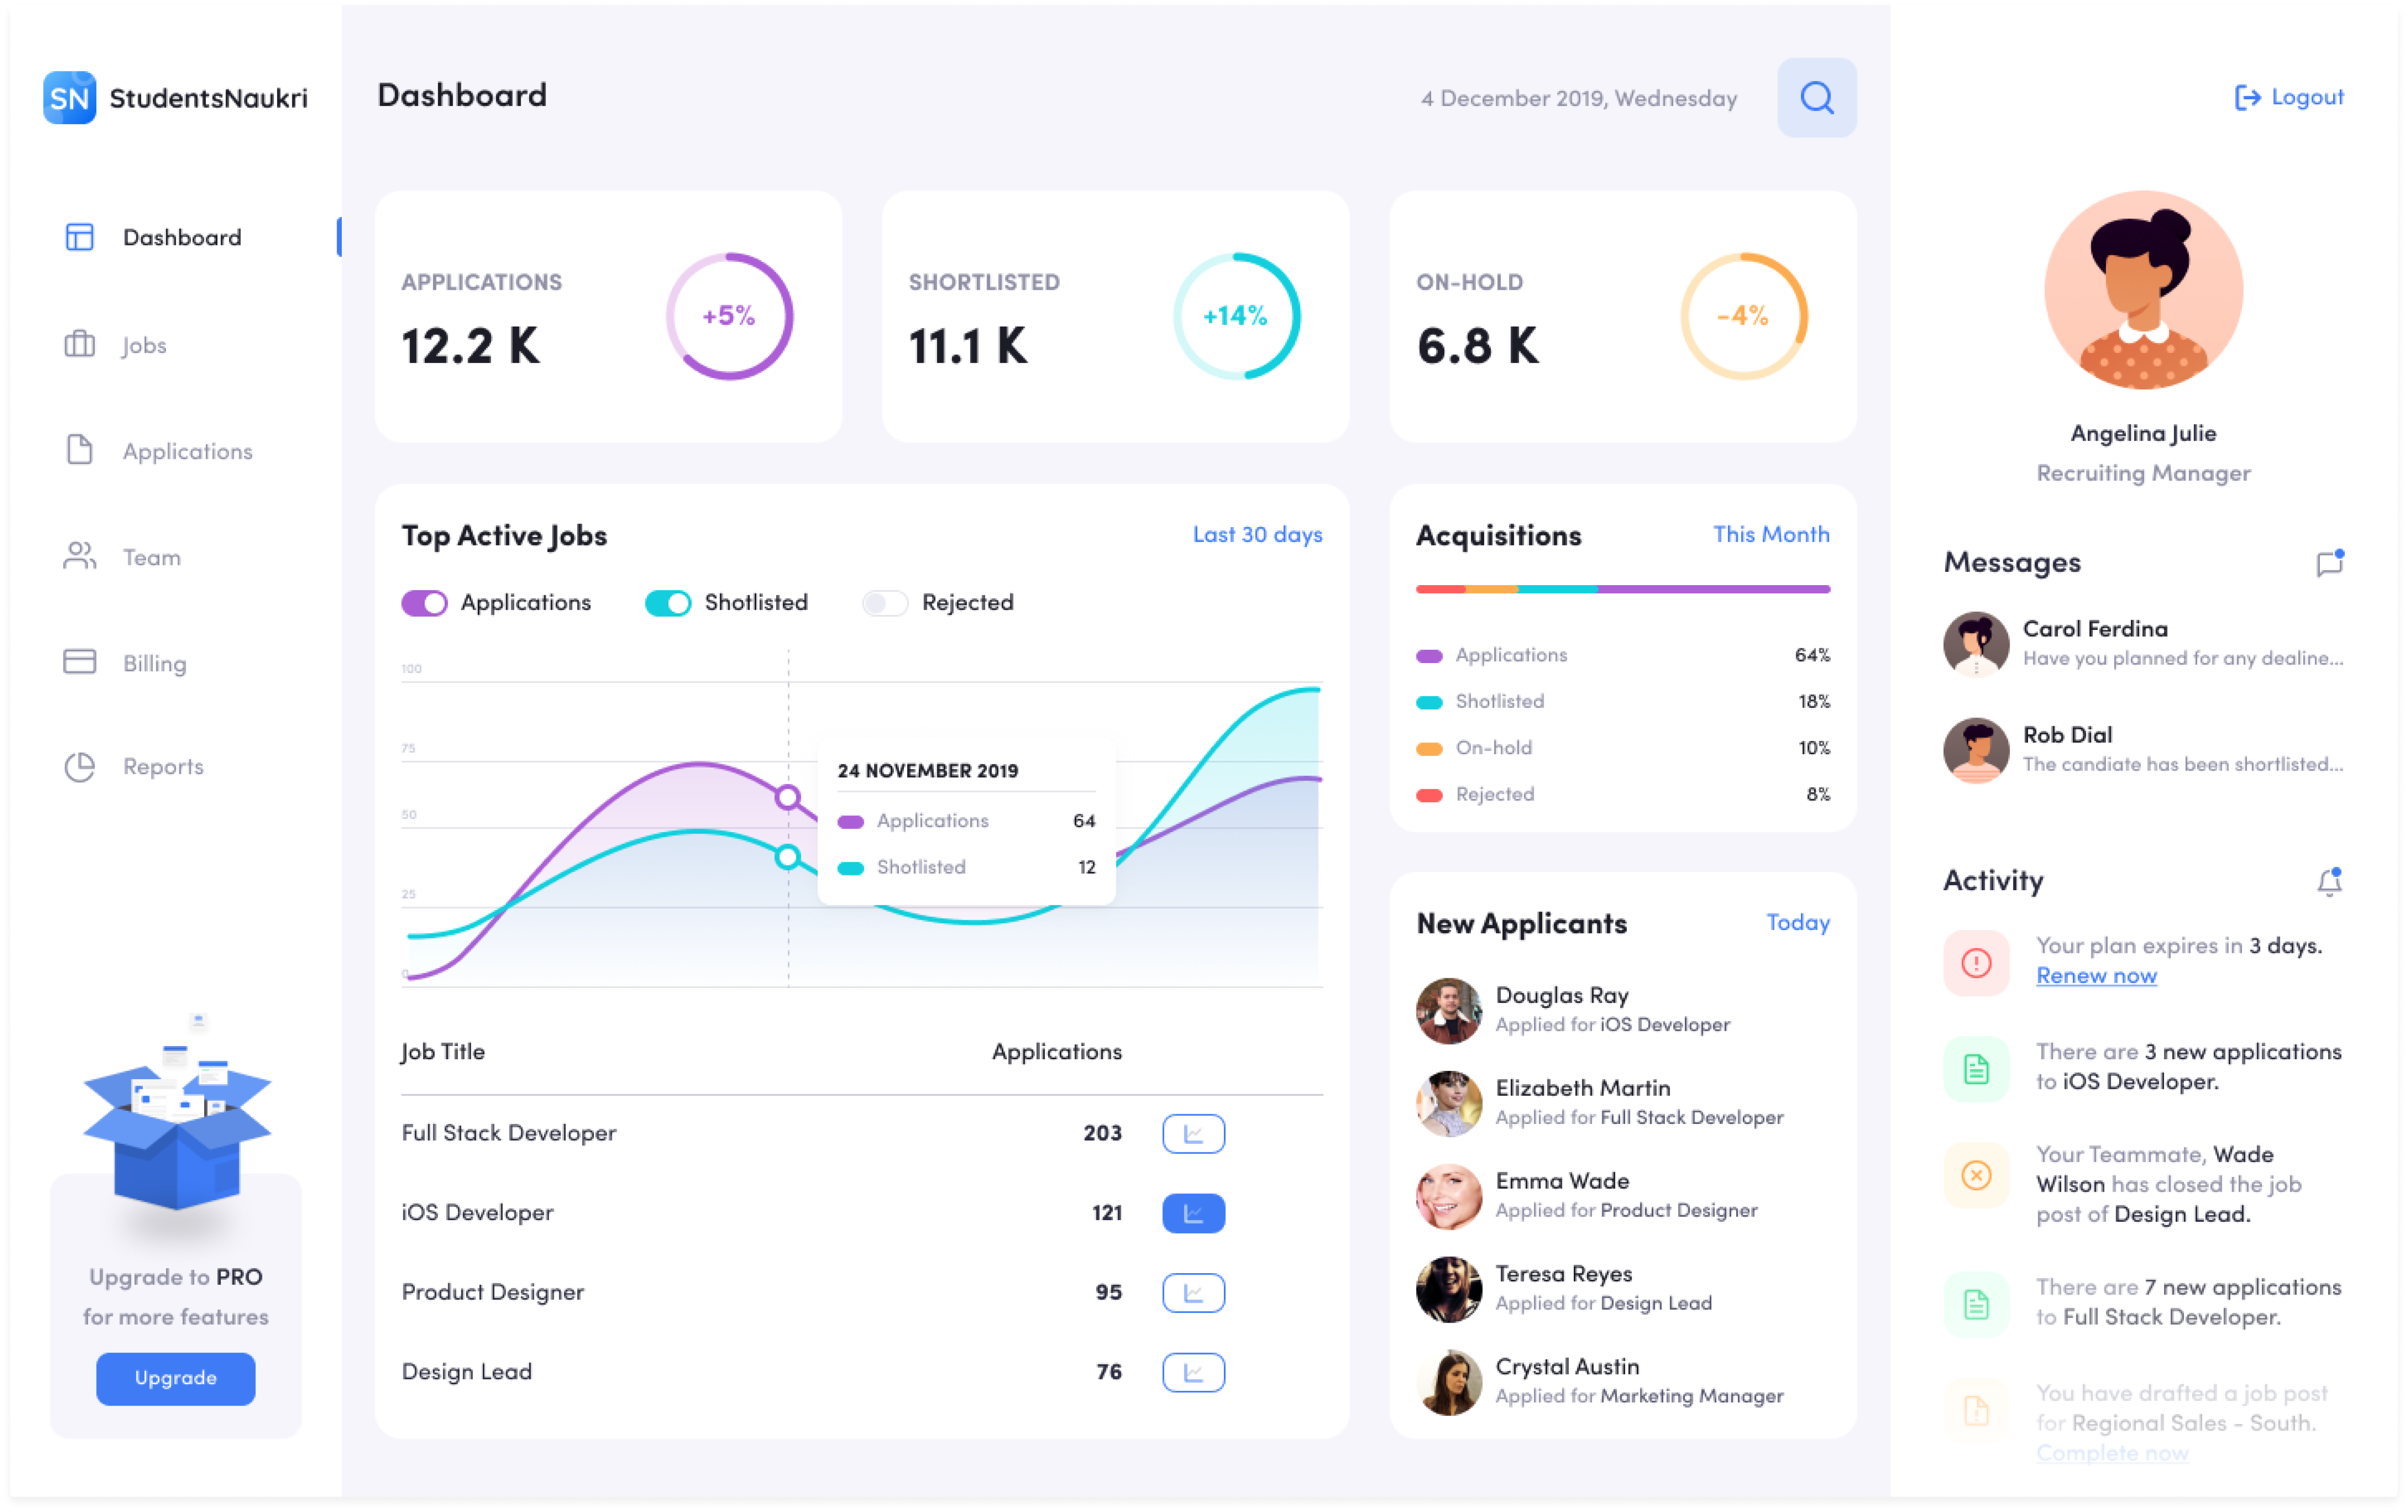 SN StudentsNaukri
Dashboard
Jobs
Applications
Team
Billing
Reports
Upgrade to PRO
for more features
Upgrade
Dashboard
4 December 2019, Wednesday
APPLICATIONS
12.2 K
+5%
SHORTLISTED
11.1 K
+14%
ON-HOLD
6.8 K
-4%
Top Active Jobs
Last 30 days
Applications
Shotlisted
Rejected
100
75
50
25
0
24 NOVEMBER 2019
Applications 64
Shotlisted 12
Job Title Applications
Full Stack Developer 203
iOS Developer 121
Product Designer 95
Design Lead 76
Acquisitions
This Month
Applications 64%
Shotlisted 18%
On-hold 10%
Rejected 8%
New Applicants
Today
Douglas Ray
Applied for iOS Developer
Elizabeth Martin
Applied for Full Stack Developer
Emma Wade
Applied for Product Designer
Teresa Reyes
Applied for Design Lead
Crystal Austin
Applied for Marketing Manager
Logout
Angelina Julie
Recruiting Manager
Messages
Carol Ferdina
Have you planned for any dealine...
Rob Dial
The candiate has been shortlisted...
Activity
Your plan expires in 3 days.
Renew now
There are 3 new applications
to iOS Developer.
Your Teammate, Wade
Wilson has closed the job
post of Design Lead.
There are 7 new applications
to Full Stack Developer.
You have drafted a job post
for Regional Sales - South.
Complete now